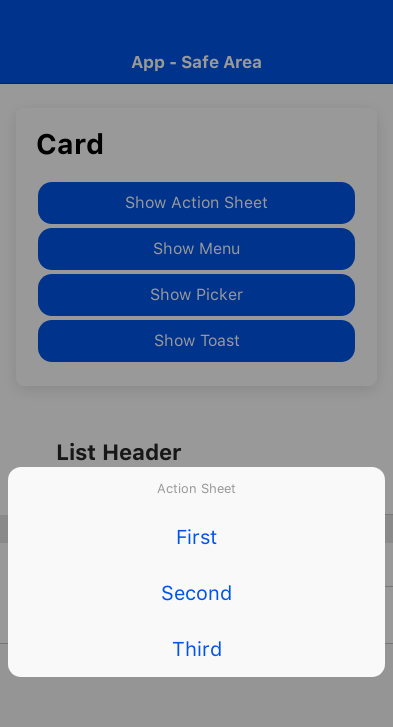 App - Safe Area
Card
Show Action Sheet
Show Menu
Show Picker
Show Toast
List Header
Action Sheet
First
Second
Third